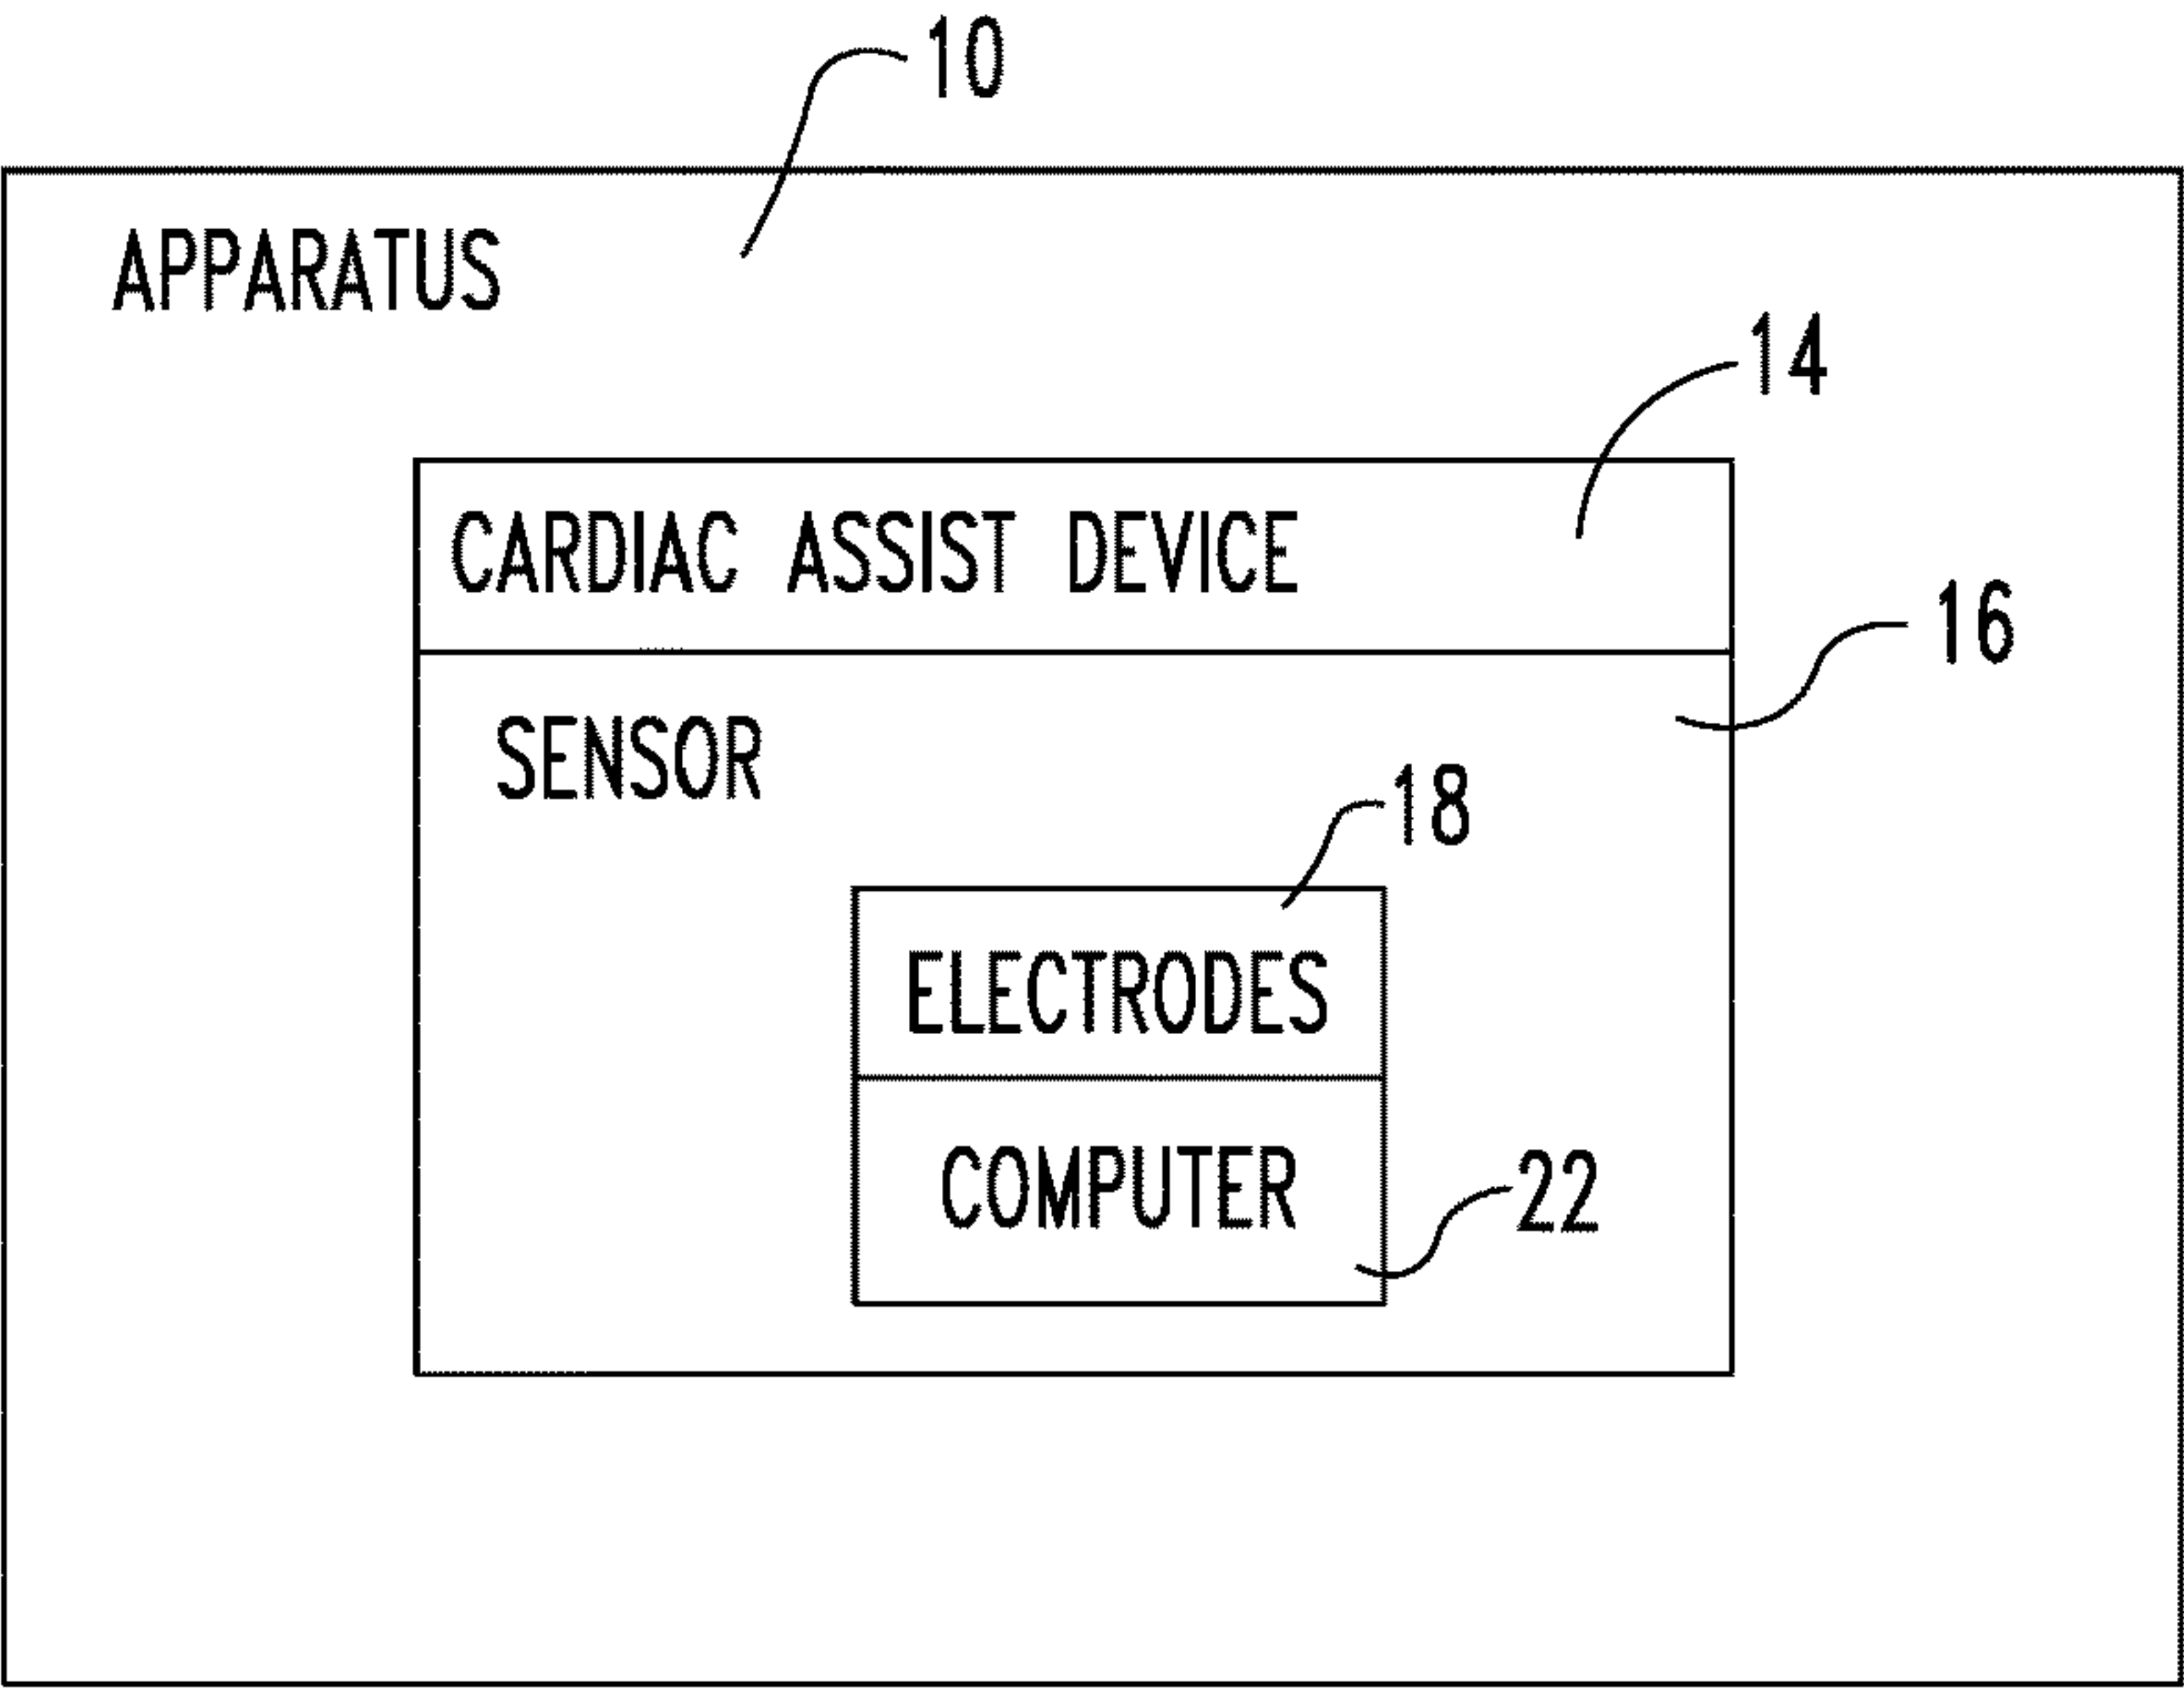 10
APPARATUS
14
CARDIAC ASSIST DEVICE
16
SENSOR
18
ELECTRODES
COMPUTER
22